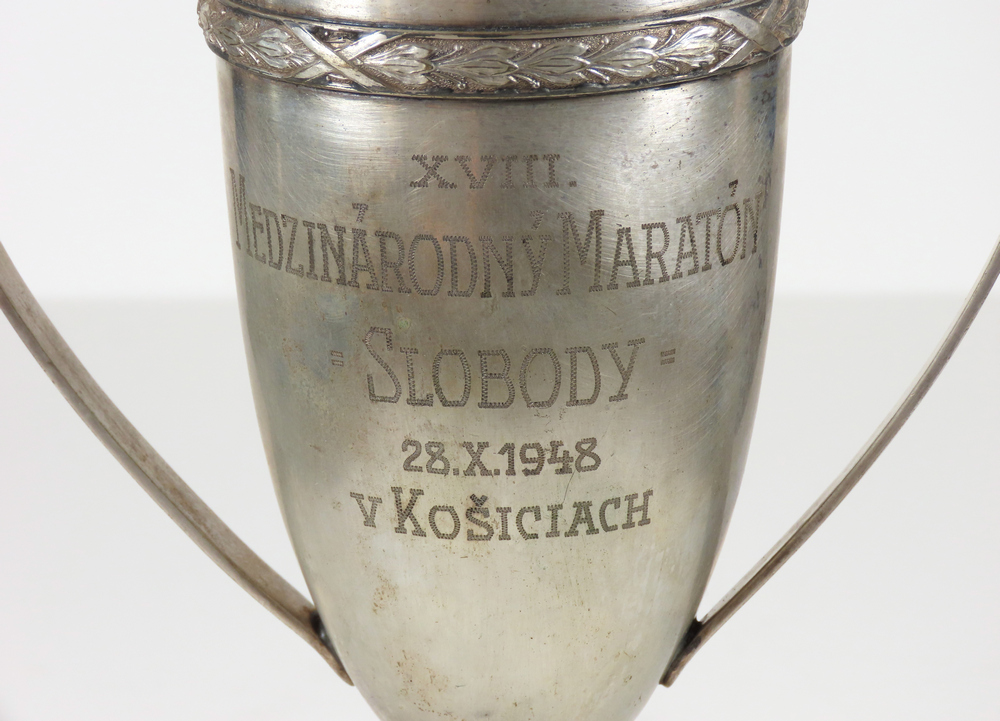 XVIII.
MEDZINÁRODNÝ MARATÓN
= SLOBODY =
28.X.1948
V KOŠICIACH